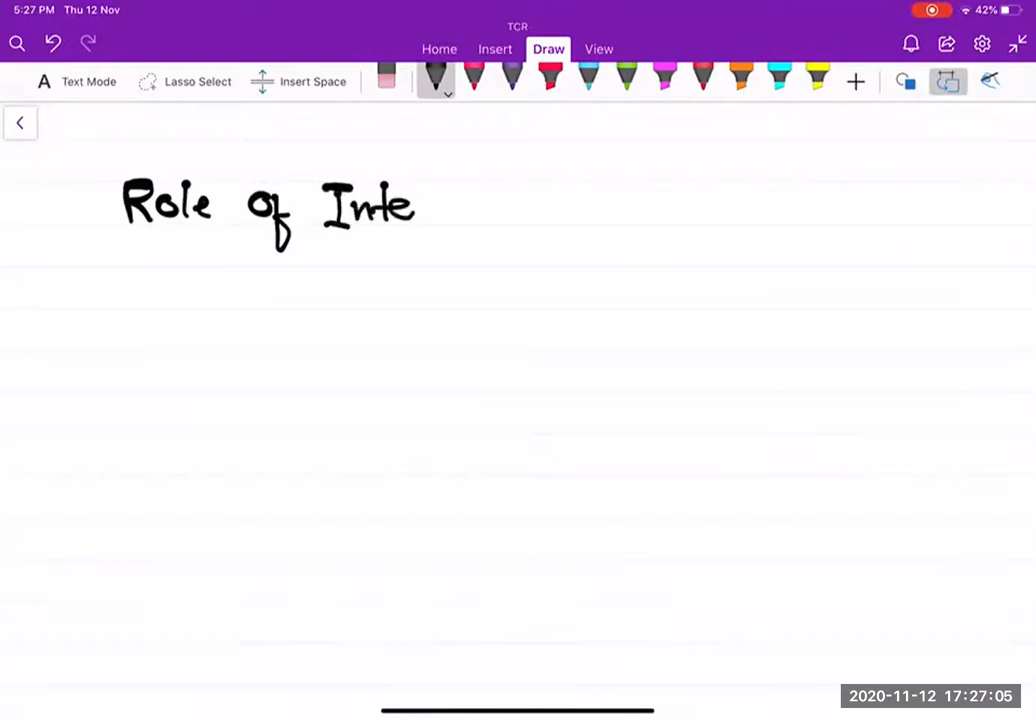 5:27 PM Thu 12 Nov
42%
TCR
Home Insert Draw View
A Text Mode Lasso Select Insert Space
Role of Inte
2020-11-12 17:27:05